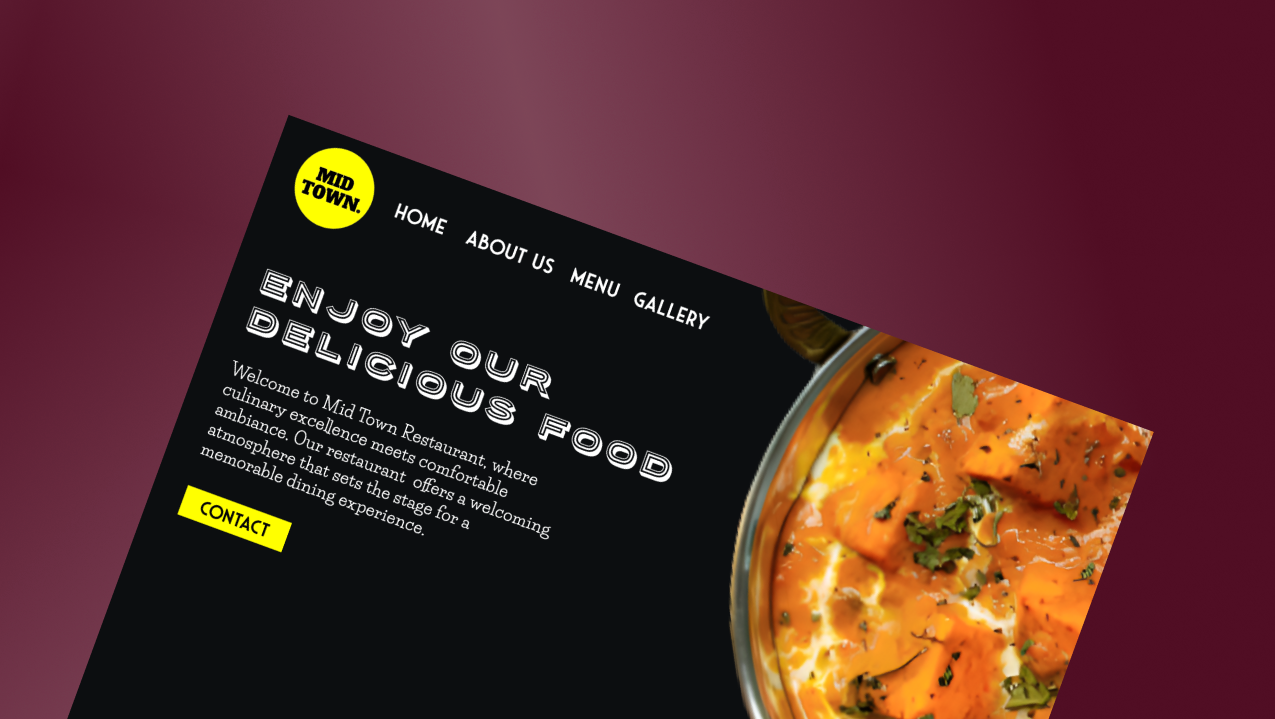 MID
TOWN.
HOME ABOUT US MENU GALLERY
ENJOY OUR
DELICIOUS FOOD
Welcome to Mid Town Restaurant, where
culinary excellence meets comfortable
ambiance. Our restaurant offers a welcoming
atmosphere that sets the stage for a
memorable dining experience.
CONTACT